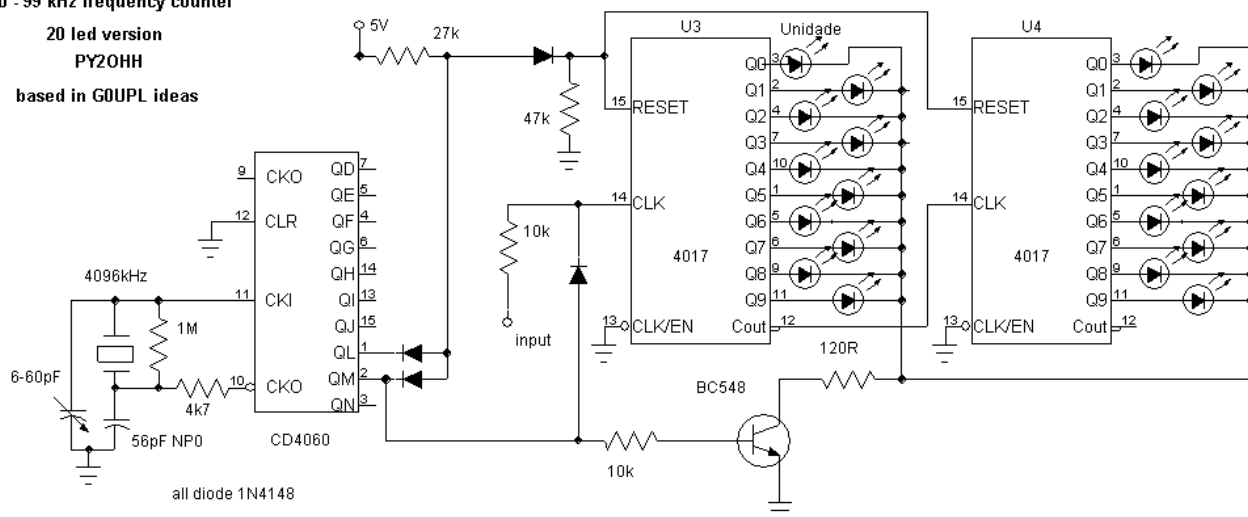 - 99 kHz frequency counter
20 led version
PY2OHH
based in G0UPL ideas
5V
27k
47k
U3
Unidade
U4
RESET
CLK
4017
CLK/EN
Q0
Q1
Q2
Q3
Q4
Q5
Q6
Q7
Q8
Q9
Cout
15
14
13
3
2
4
7
10
1
5
6
9
11
12
RESET
CLK
4017
CLK/EN
Q0
Q1
Q2
Q3
Q4
Q5
Q6
Q7
Q8
Q9
Cout
15
14
13
3
2
4
7
10
1
5
6
9
11
12
9
12
11
10
CKO
CLR
CKI
CKO
QD
QE
QF
QG
QH
QI
QJ
QL
QM
QN
7
5
4
6
14
13
15
1
2
3
10k
input
4096kHz
1M
6-60pF
4k7
56pF NP0
CD4060
120R
BC548
10k
all diode 1N4148